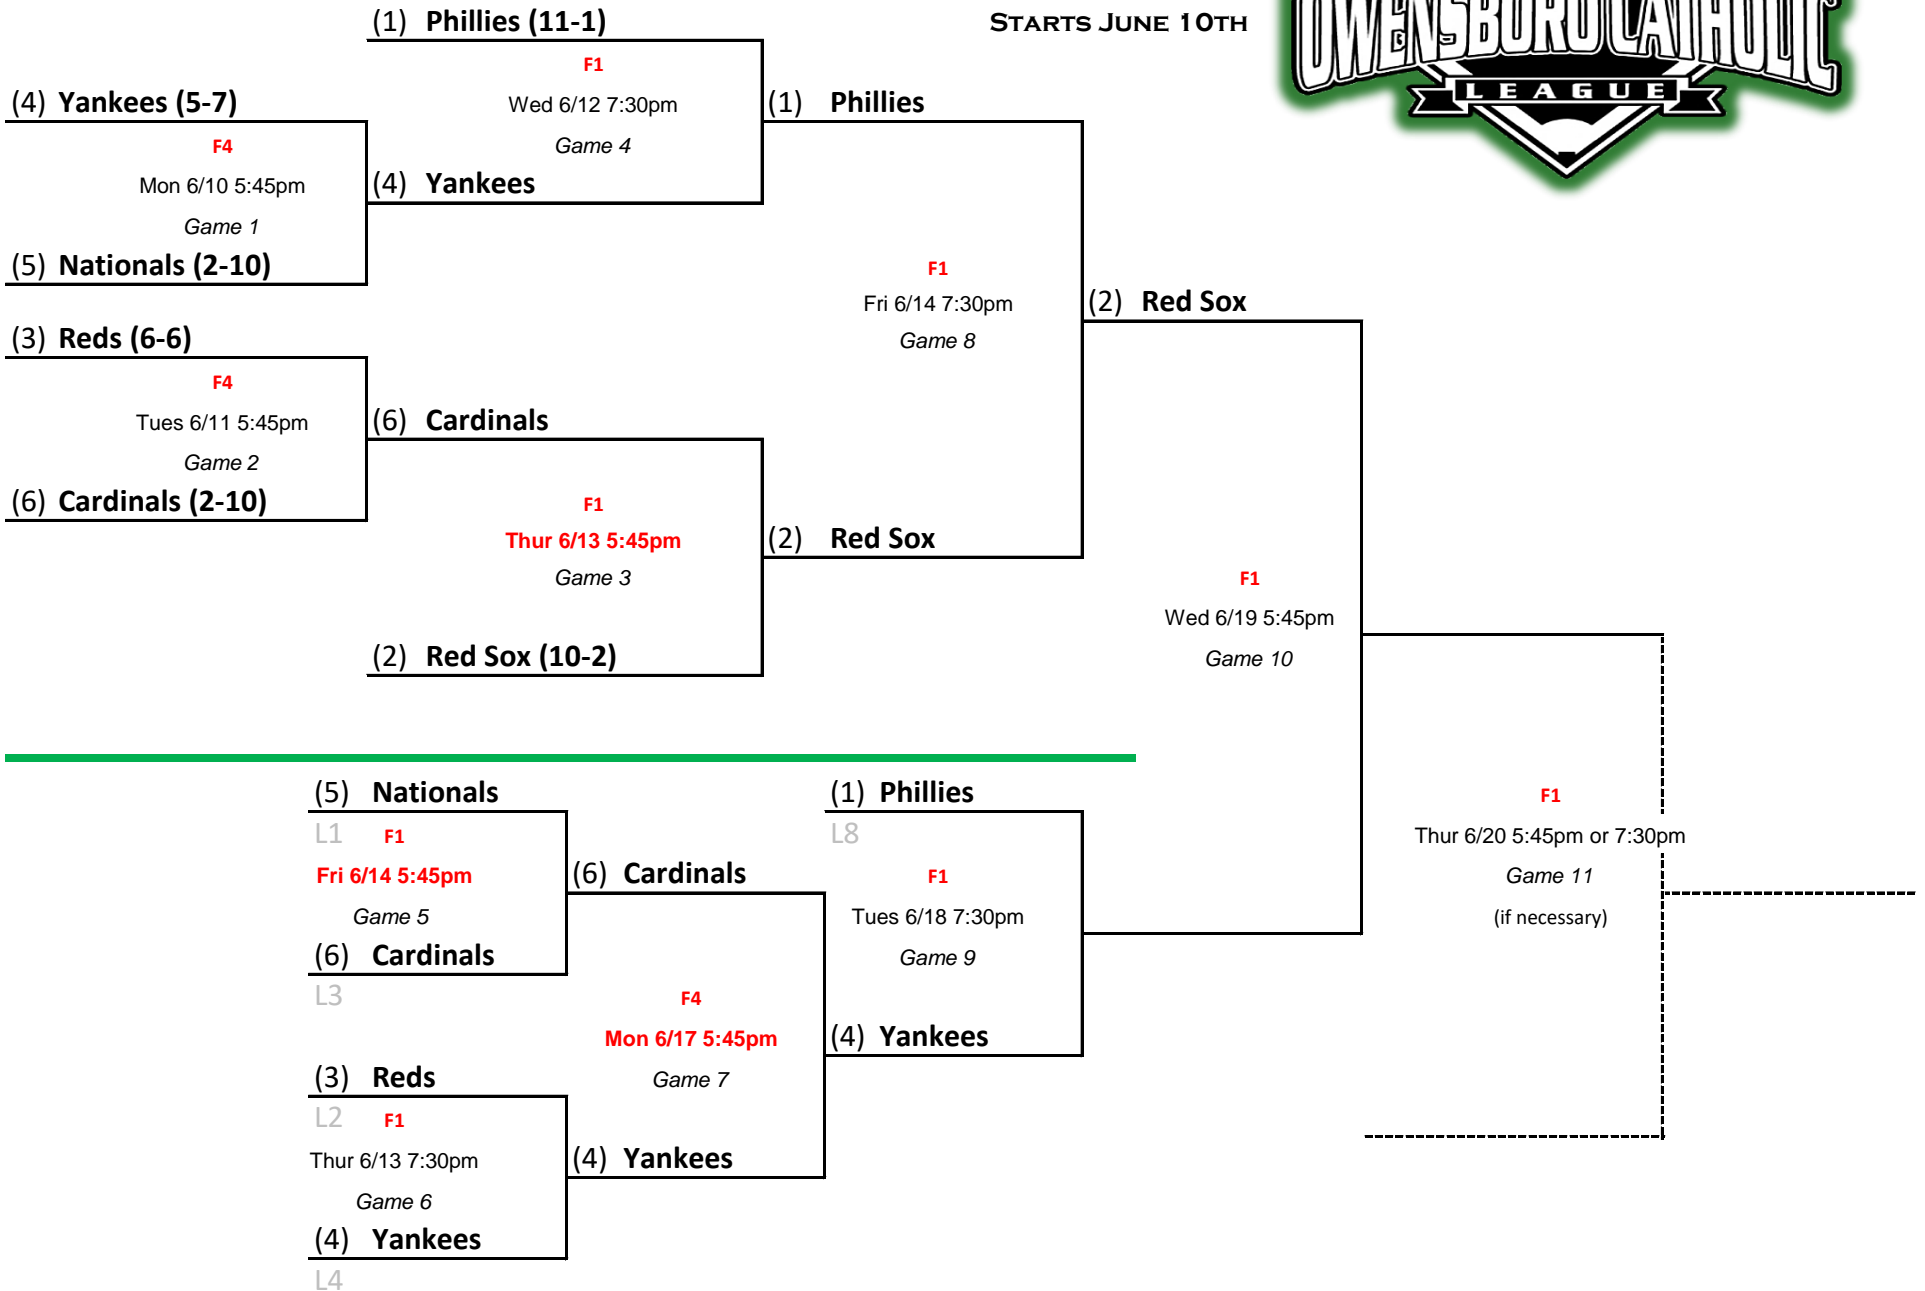 (1) Phillies (11-1)
STARTS JUNE 10TH
OWENSBORO CATHOLIC
LEAGUE
F1
(4) Yankees (5-7)
Wed 6/12 7:30pm
(1) Phillies
F4
Game 4
Mon 6/10 5:45pm
(4) Yankees
Game 1
(5) Nationals (2-10)
F1
Fri 6/14 7:30pm
(2) Red Sox
(3) Reds (6-6)
Game 8
F4
Tues 6/11 5:45pm
(6) Cardinals
Game 2
(6) Cardinals (2-10)
F1
Thur 6/13 5:45pm
(2) Red Sox
Game 3
F1
Wed 6/19 5:45pm
(2) Red Sox (10-2)
Game 10
(5) Nationals
(1) Phillies
F1
L1 F1
L8
Thur 6/20 5:45pm or 7:30pm
Fri 6/14 5:45pm
(6) Cardinals
F1
Game 11
Game 5
Tues 6/18 7:30pm
(if necessary)
(6) Cardinals
Game 9
L3
F4
Mon 6/17 5:45pm
(4) Yankees
(3) Reds
Game 7
L2 F1
Thur 6/13 7:30pm
(4) Yankees
Game 6
(4) Yankees
L4